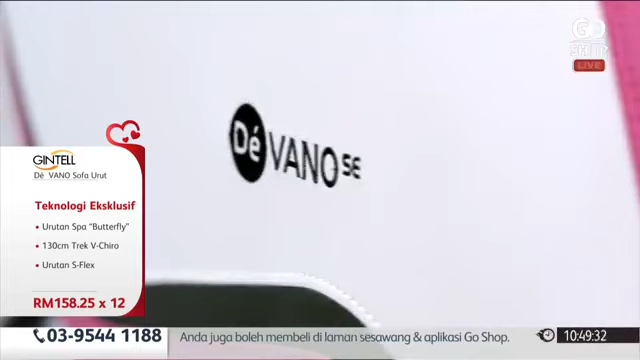 GO
SHOP
LIVE
Dé VANO SE
GINTELL
Dé VANO Sofa Urut
Teknologi Eksklusif
• Urutan Spa "Butterfly"
• 130cm Trek V-Chiro
• Urutan S-Flex
RM158.25 x 12
03-9544 1188
Anda juga boleh membeli di laman sesawang & aplikasi Go Shop.
10:49:32